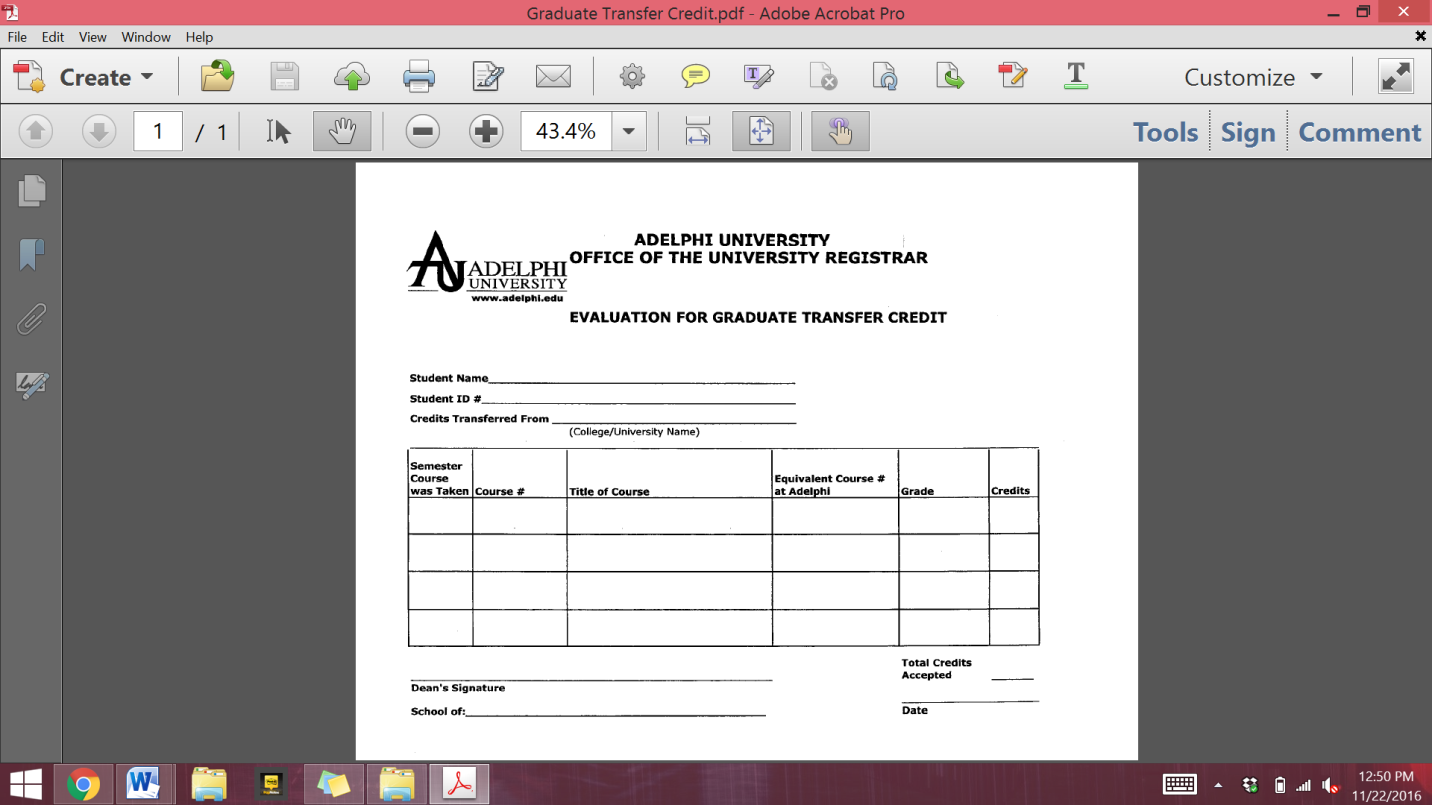 Graduate Transfer Credit.pdf - Adobe Acrobat Pro
File Edit View Window Help
Create Customize
1 / 1 43.4% Tools Sign Comment
ADELPHI UNIVERSITY
OFFICE OF THE UNIVERSITY REGISTRAR
ADELPHI
UNIVERSITY
www.adelphi.edu
EVALUATION FOR GRADUATE TRANSFER CREDIT
Student Name
Student ID #
Credits Transferred From
(College/University Name)
Semester
Course
was Taken
Course #
Title of Course
Equivalent Course #
at Adelphi
Grade
Credits
Total Credits
Accepted
Dean's Signature
School of:
Date
12:50 PM
11/22/2016